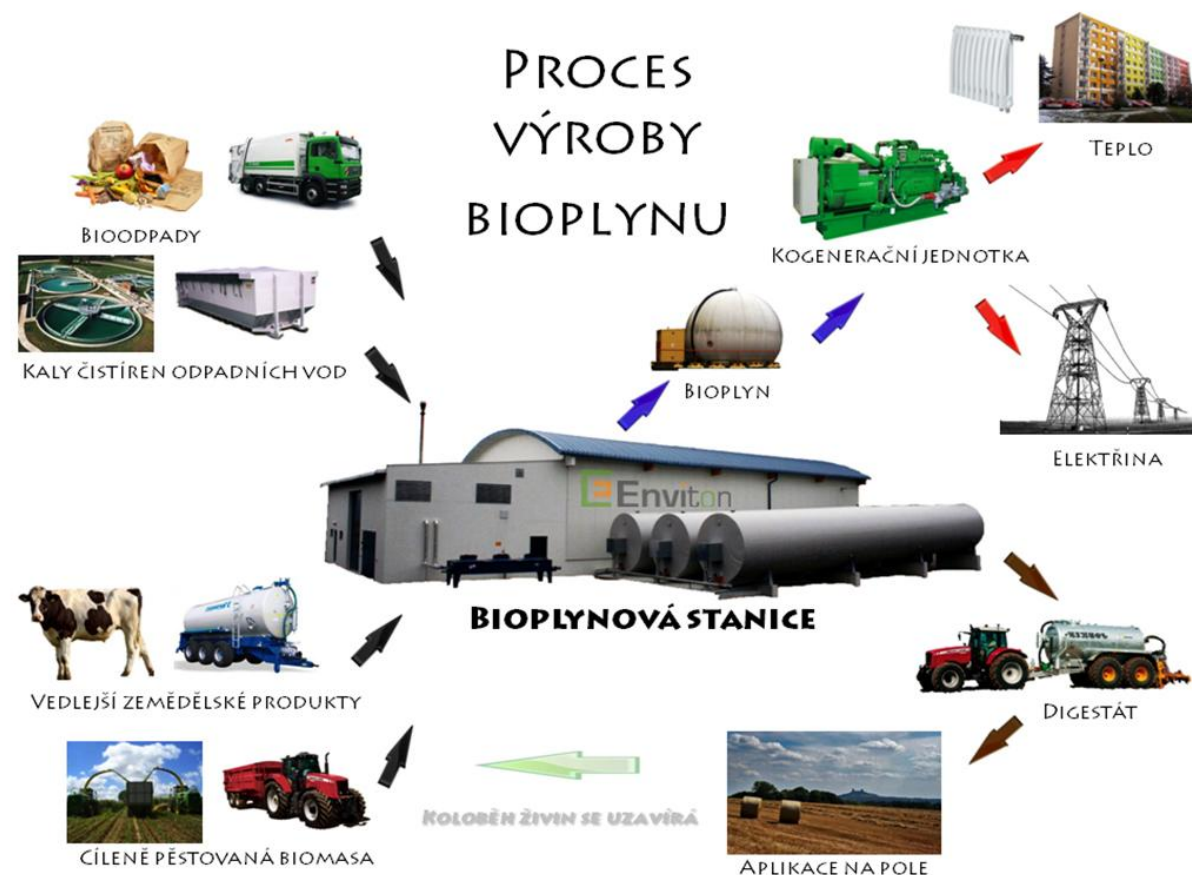 PROCES
VÝROBY
BIOPLYNU
TEPLO
BIOODPADY
KOGENERAČNÍ JEDNOTKA
KALY ČISTÍREN ODPADNÍCH VOD
BIOPLYN
ELEKTŘINA
Enviton
BIOPLYNOVÁ STANICE
VEDLEJŠÍ ZEMĚDĚLSKÉ PRODUKTY
DIGESTÁT
KOLOBĚH ŽIVIN SE UZAVÍRÁ
CÍLENĚ PĚSTOVANÁ BIOMASA
APLIKACE NA POLE